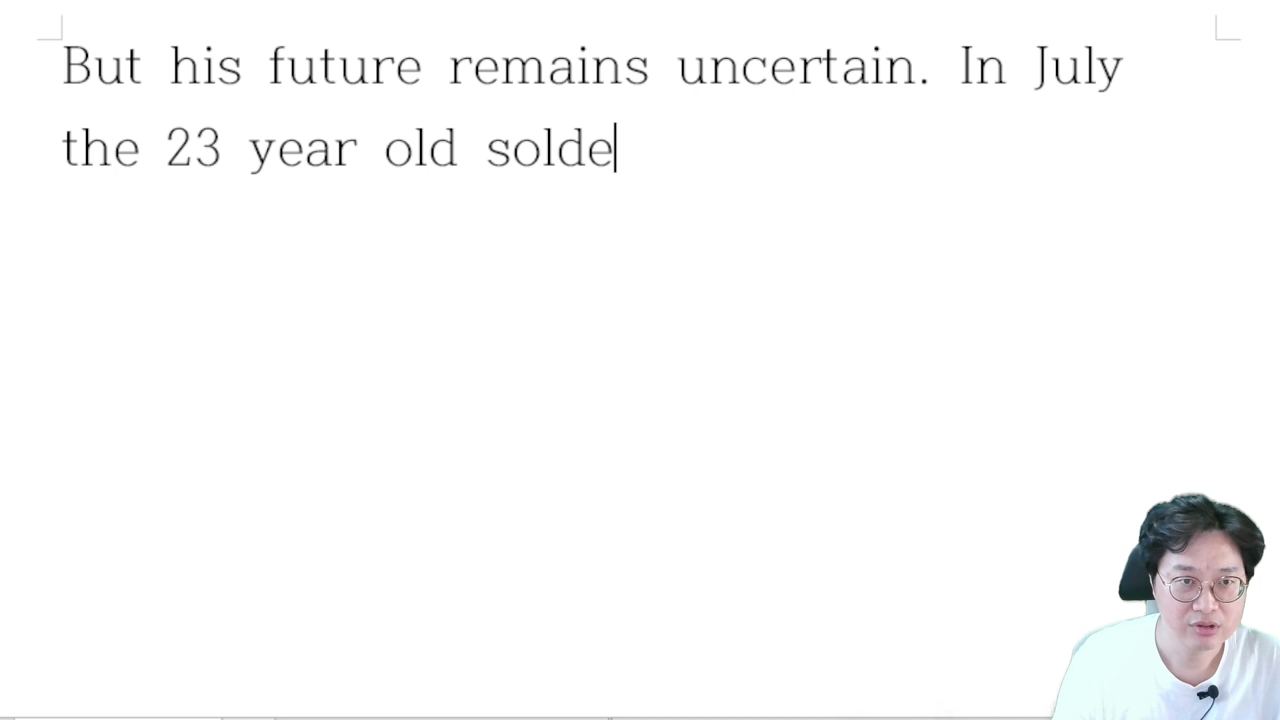 But his future remains uncertain. In July
the 23 year old solde